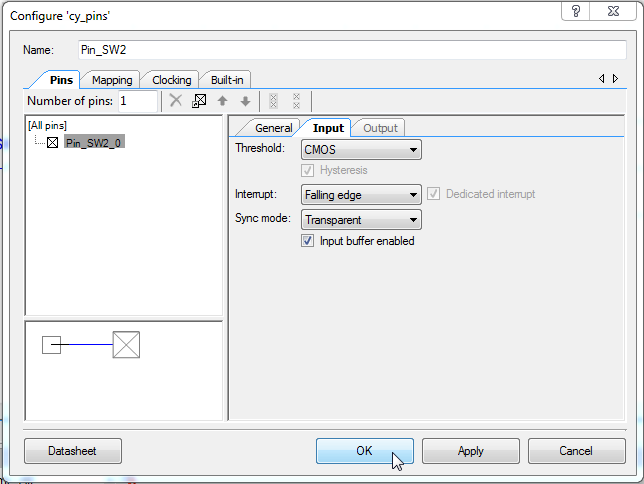 Configure 'cy_pins'
Name: Pin_SW2
Pins Mapping Clocking Built-in
Number of pins: 1
[All pins]
Pin_SW2_0
General Input Output
Threshold: CMOS
Hysteresis
Interrupt: Falling edge Dedicated interrupt
Sync mode: Transparent
Input buffer enabled
Datasheet OK Apply Cancel